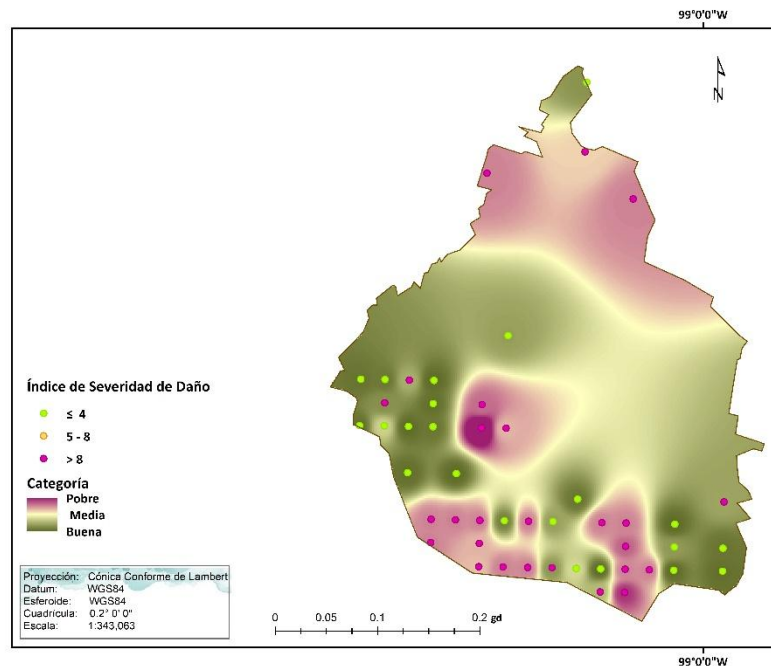 99°0'0"W
N
Índice de Severidad de Daño
≤ 4
5 - 8
> 8
Categoría
Pobre
Media
Buena
Proyección: Cónica Conforme de Lambert
Datum: WGS84
Esferoide: WGS84
Cuadrícula: 0.2° 0' 0"
Escala: 1:343,063
0 0.05 0.1 0.2 gd
99°0'0"W